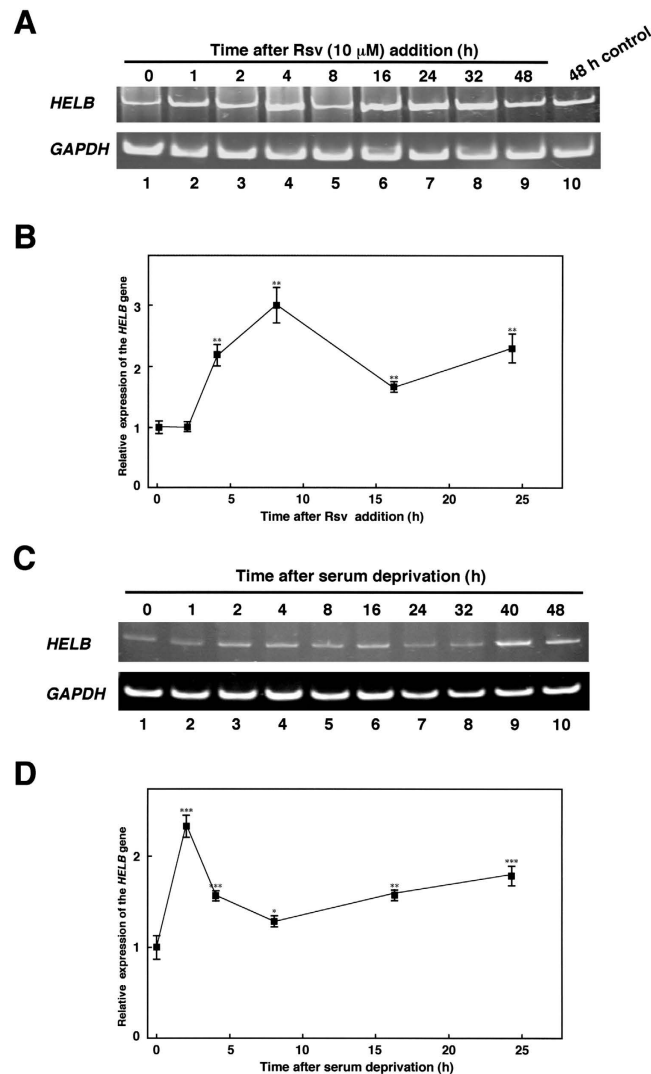 A
Time after Rsv (10 µM) addition (h)
0 1 2 4 8 16 24 32 48 48 h control
HELB
GAPDH
1 2 3 4 5 6 7 8 9 10
B
Relative expression of the HELB gene
3
2
1
0
** ** ** **
0 5 10 15 20 25
Time after Rsv addition (h)
C
Time after serum deprivation (h)
0 1 2 4 8 16 24 32 40 48
HELB
GAPDH
1 2 3 4 5 6 7 8 9 10
D
Relative expression of the HELB gene
2
1
0
*** *** * ** ***
0 5 10 15 20 25
Time after serum deprivation (h)